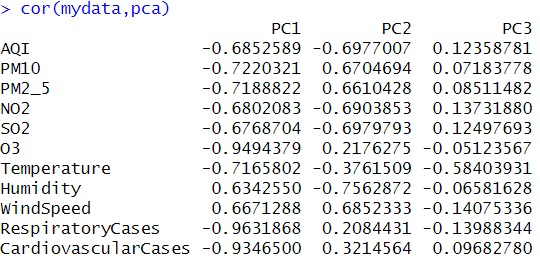 > cor(mydata,pca)
PC1 PC2 PC3
AQI -0.6852589 -0.6977007 0.12358781
PM10 -0.7220321 0.6704694 0.07183778
PM2_5 -0.7188822 0.6610428 0.08511482
NO2 -0.6802083 -0.6903853 0.13731880
SO2 -0.6768704 -0.6979793 0.12497693
O3 -0.9494379 0.2176275 -0.05123567
Temperature -0.7165802 -0.3761509 -0.58403931
Humidity 0.6342550 -0.7562872 -0.06581628
WindSpeed 0.6671288 0.6852333 -0.14075336
RespiratoryCases -0.9631868 0.2084431 -0.13988344
CardiovascularCases -0.9346500 0.3214564 0.09682780